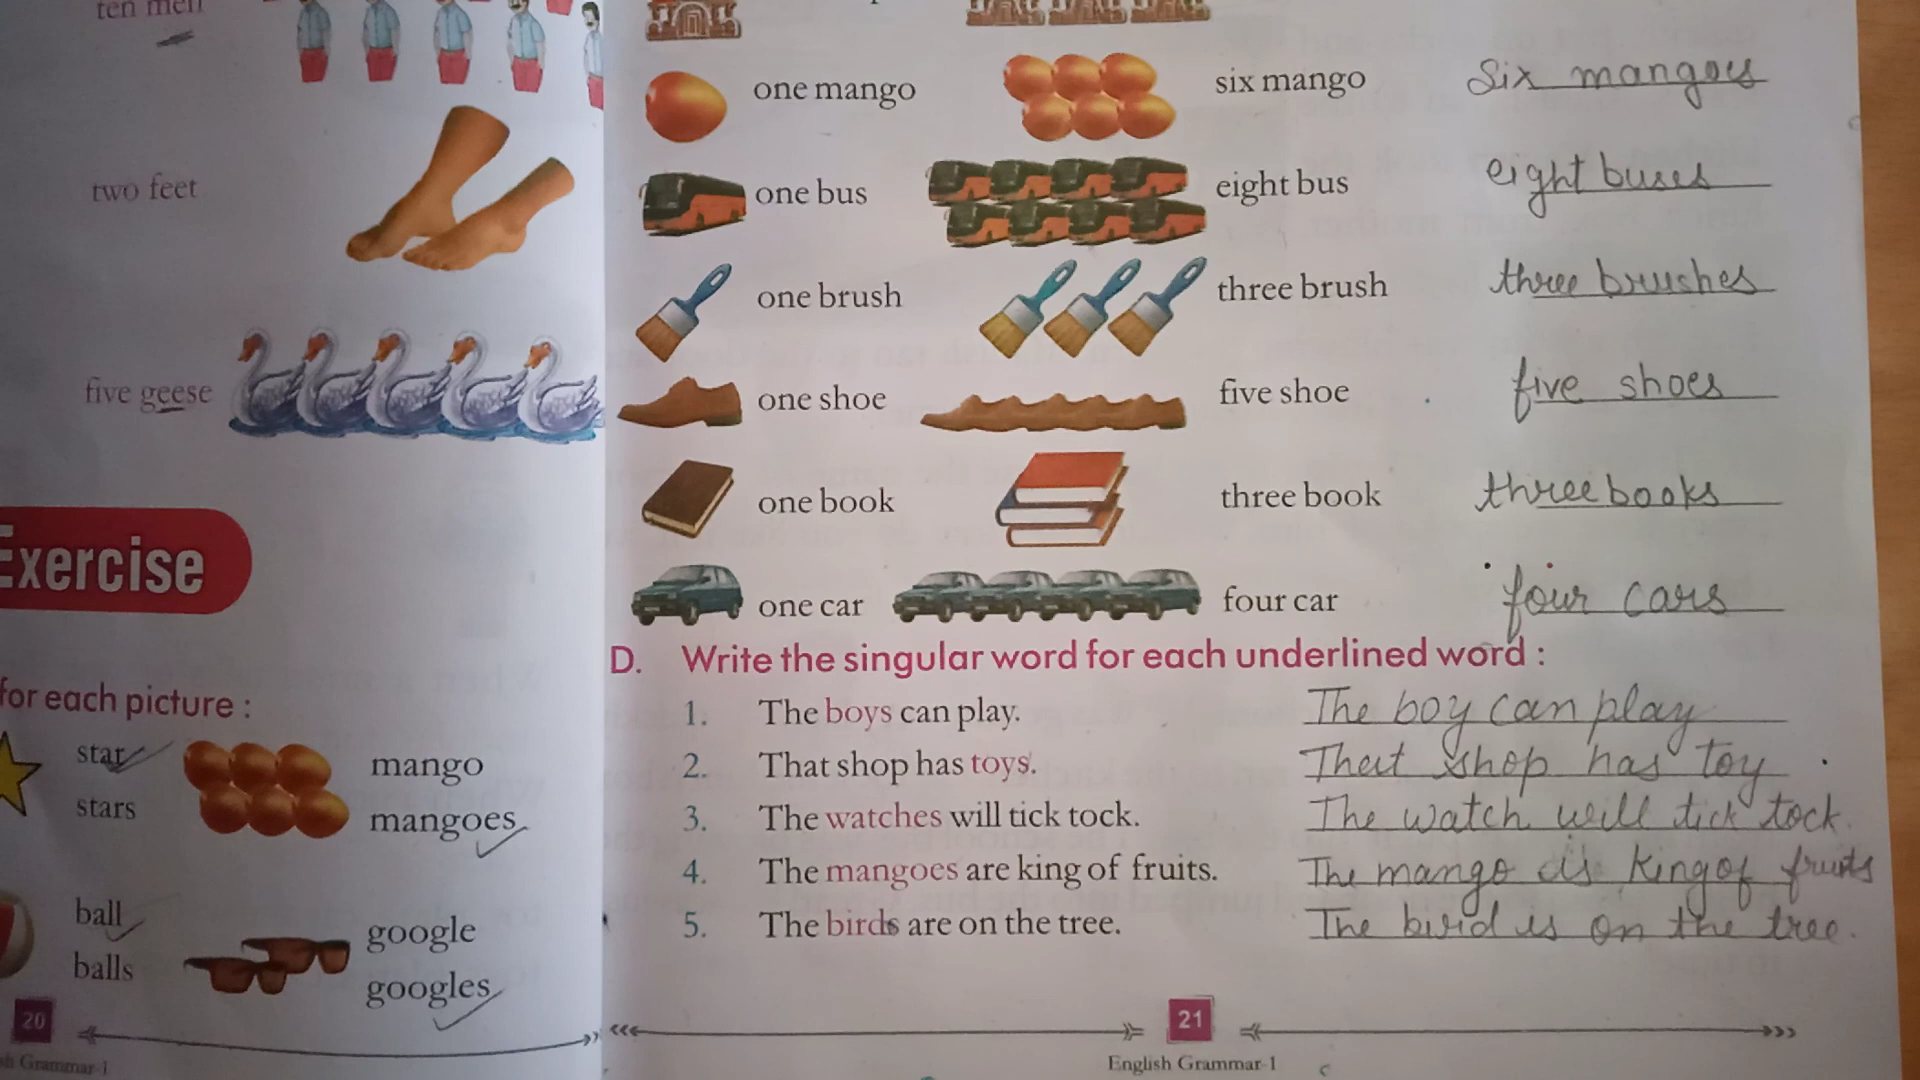 ten men
two feet
five geese
Exercise
for each picture :
star
stars
mango
mangoes
ball
balls
google
googles
20
Grammar-1
one mango six mango Six mangoes
one bus eight bus eight buses
one brush three brush three brushes
one shoe five shoe five shoes
one book three book three books
one car four car four cars
D. Write the singular word for each underlined word :
1. The boys can play. The boy can play
2. That shop has toys. That shop has toy
3. The watches will tick tock. The watch will tick tock.
4. The mangoes are king of fruits. The mango is king of fruits
5. The birds are on the tree. The bird is on the tree.
21
English Grammar-1